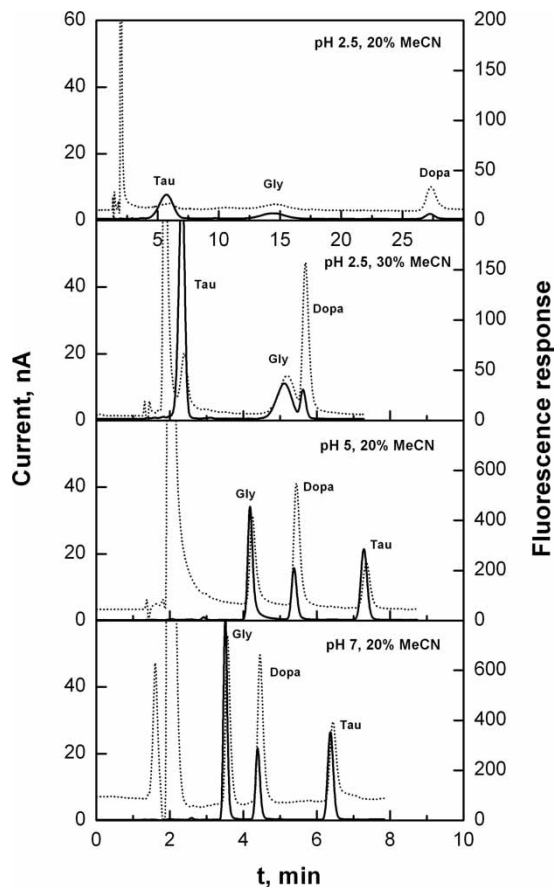 60
200
pH 2.5, 20% MeCN
40
150
100
20
Tau
Gly
Dopa
50
0
0
5
10
15
20
25
pH 2.5, 30% MeCN
40
150
Tau
Dopa
100
20
Gly
50
0
0
pH 5, 20% MeCN
600
40
Gly
Dopa
400
20
Tau
200
0
0
pH 7, 20% MeCN
Gly
600
40
Dopa
400
20
Tau
200
0
0
0
2
4
6
8
10
t, min
Current, nA
Fluorescence response